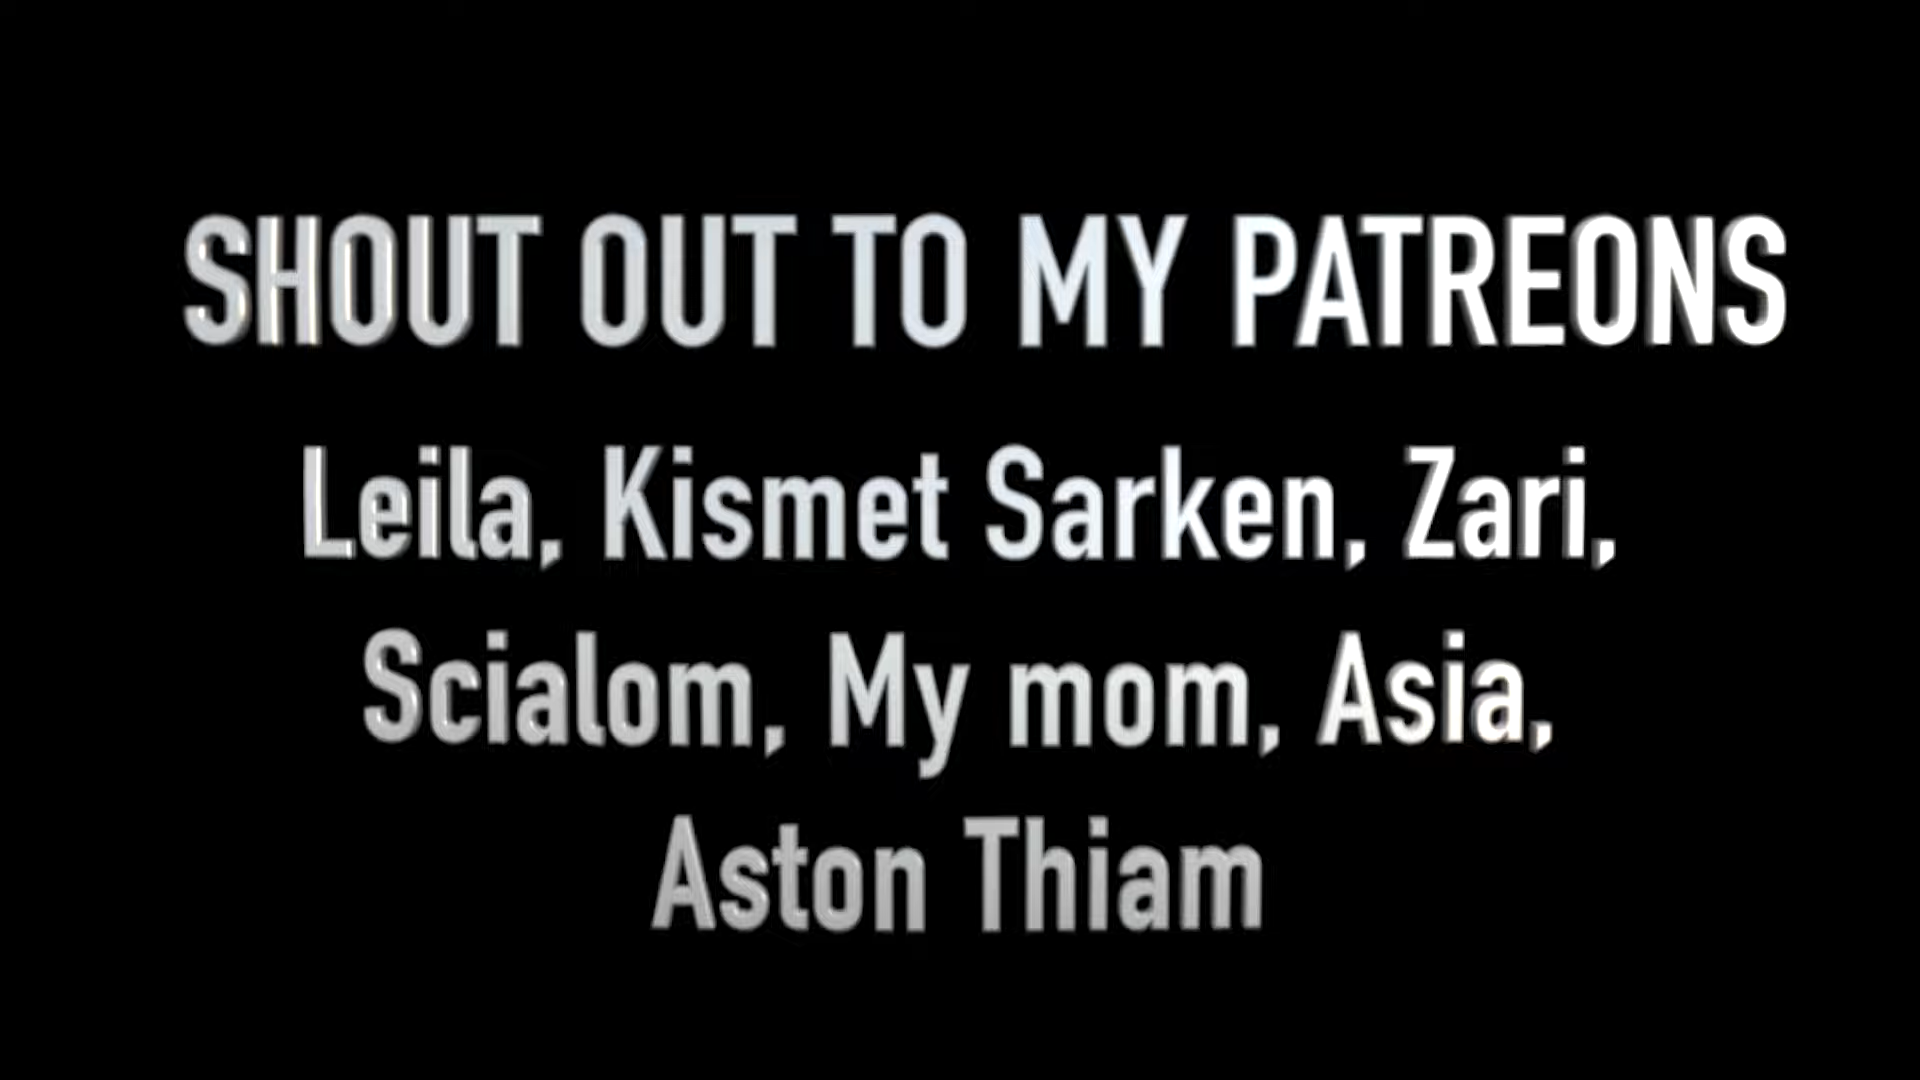 SHOUT OUT TO MY PATREONS
Leila, Kismet Sarken, Zari,
Scialom, My mom, Asia,
Aston Thiam